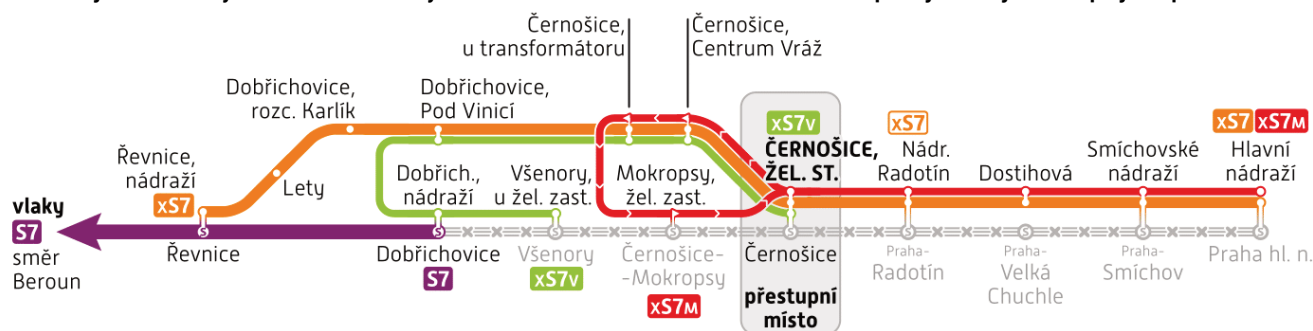 Černošice,
u transformátoru
Černošice,
Centrum Vráž
Dobřichovice,
rozc. Karlík
Dobřichovice,
Pod Vinicí
xS7V
xS7
xS7 xS7M
Řevnice,
nádraží
xS7
Lety
Dobřich.,
nádraží
Všenory,
u žel. zast.
Mokropsy,
žel. zast.
ČERNOŠICE,
ŽEL. ST.
Nádr.
Radotín
Dostihová
Smíchovské
nádraží
Hlavní
nádraží
vlaky
S7
směr
Beroun
Řevnice
Dobřichovice
S7
Všenory
xS7V
Černošice-
-Mokropsy
xS7M
Černošice
přestupní
místo
Praha-
Radotín
Praha-
Velká
Chuchle
Praha-
Smíchov
Praha hl. n.